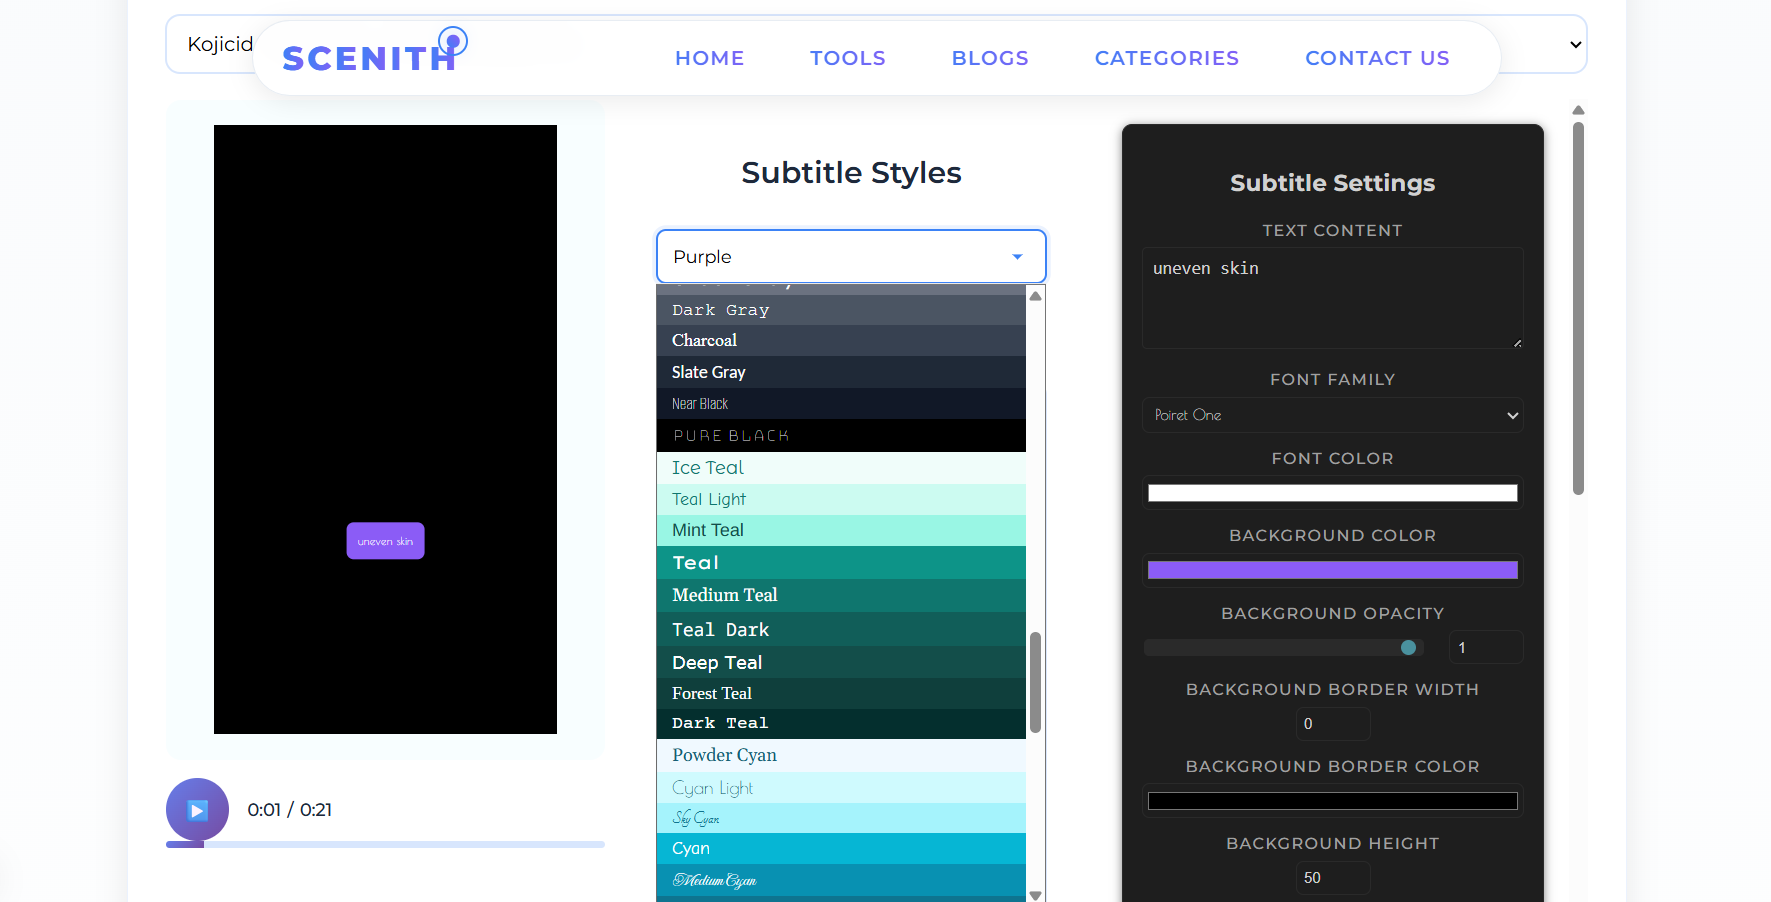 Kojicid
SCENITH
HOME
TOOLS
BLOGS
CATEGORIES
CONTACT US
uneven skin
0:01 / 0:21
Subtitle Styles
Purple
Dark Gray
Charcoal
Slate Gray
Near Black
PURE BLACK
Ice Teal
Teal Light
Mint Teal
Teal
Medium Teal
Teal Dark
Deep Teal
Forest Teal
Dark Teal
Powder Cyan
Cyan Light
Sky Cyan
Cyan
Medium Cyan
Subtitle Settings
TEXT CONTENT
uneven skin
FONT FAMILY
Poiret One
FONT COLOR
BACKGROUND COLOR
BACKGROUND OPACITY
1
BACKGROUND BORDER WIDTH
0
BACKGROUND BORDER COLOR
BACKGROUND HEIGHT
50